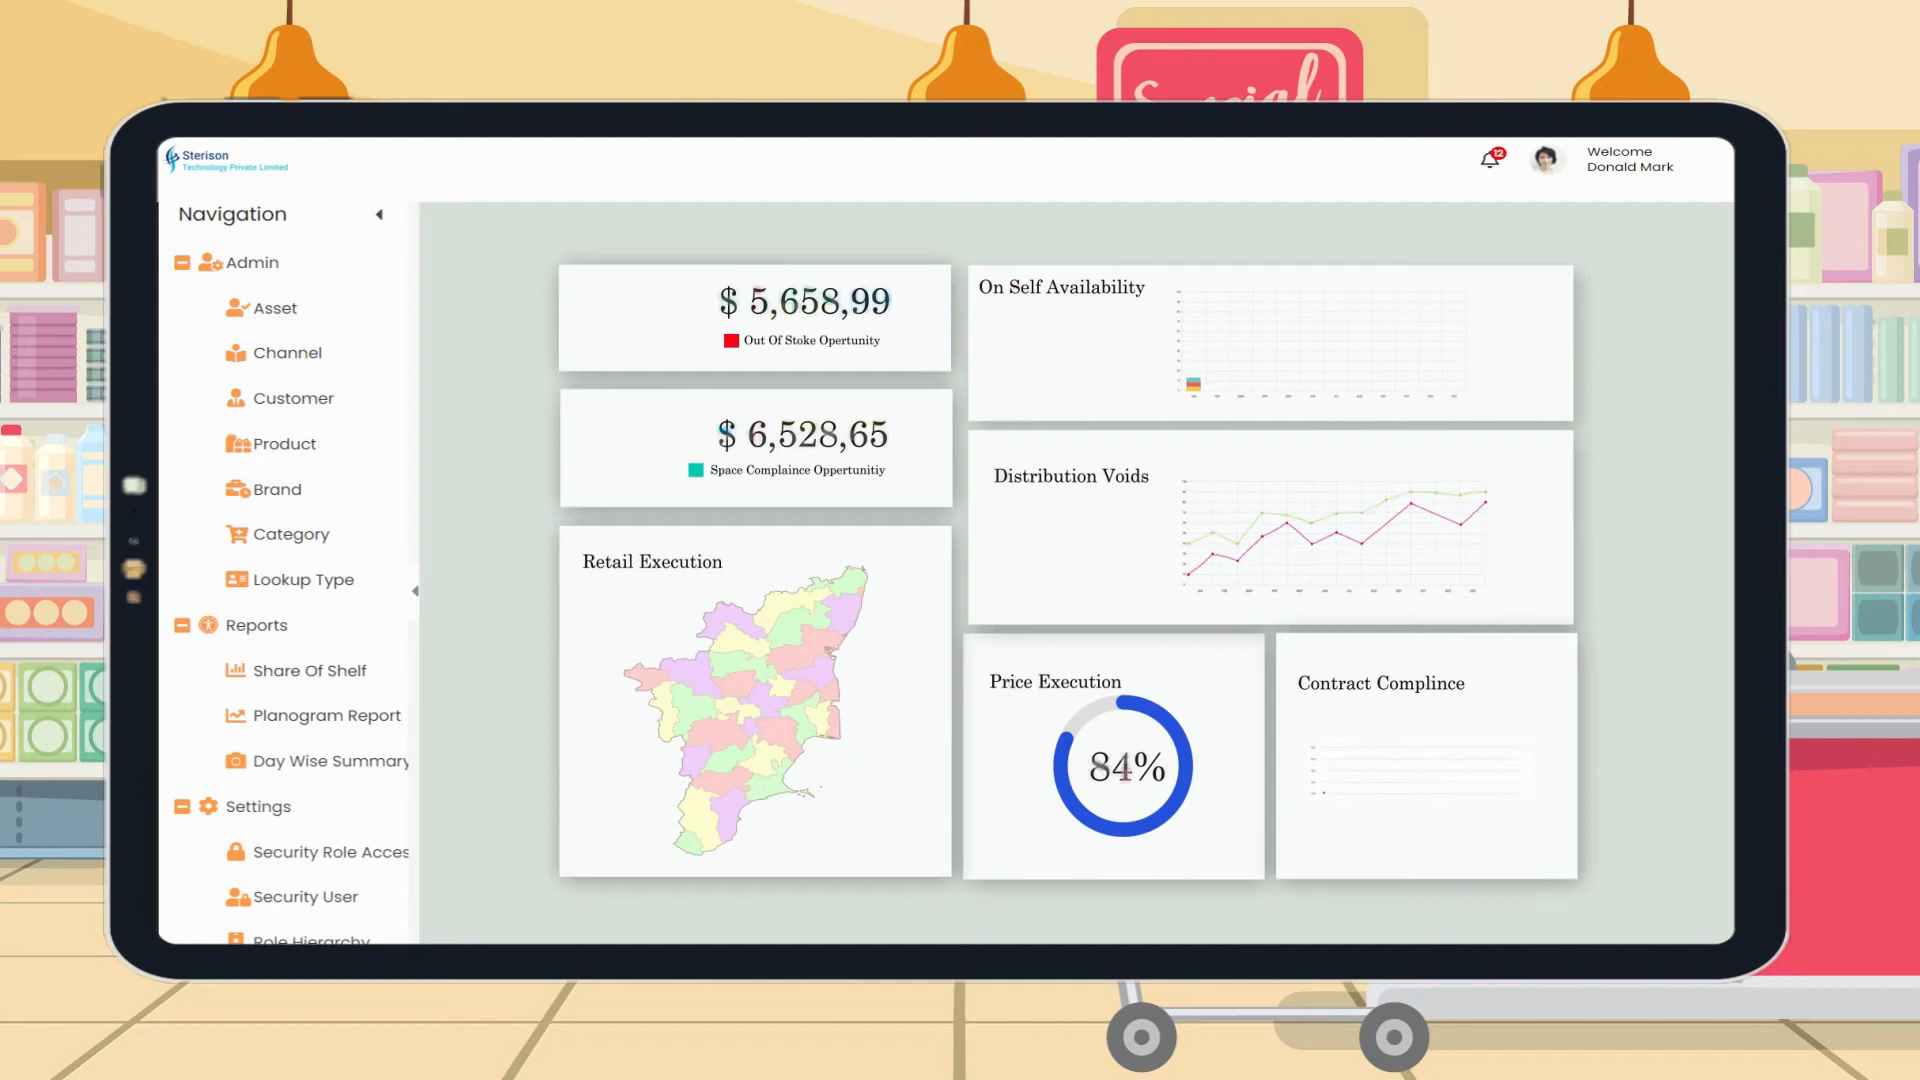 Special
Sterison
Technology Private Limited
12
Welcome
Donald Mark
Navigation
Admin
Asset
Channel
Customer
Product
Brand
Category
Lookup Type
Reports
Share Of Shelf
Planogram Report
Day Wise Summary
Settings
Security Role Acces
Security User
Role Hierarchy
$ 5,658,99
Out Of Stoke Opertunity
$ 6,528,65
Space Complaince Oppertunitiy
Retail Execution
On Self Availability
Distribution Voids
Price Execution
84%
Contract Complince